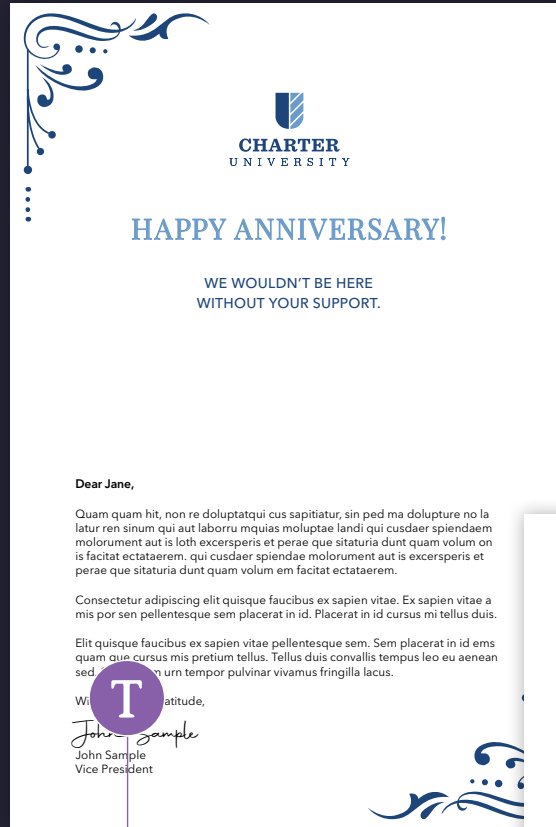 CHARTER
UNIVERSITY
HAPPY ANNIVERSARY!
WE WOULDN'T BE HERE
WITHOUT YOUR SUPPORT.
Dear Jane,
Quam quam hit, non re doluptatqui cus sapitiatur, sin ped ma dolupture no la
latur ren sinum qui aut laborru mquias moluptae landi qui cusdaer spiendaem
molorument aut is loth excersperis et perae que sitaturia dunt quam volum on
is facitat ectataerem. qui cusdaer spiendae molorument aut is excersperis et
perae que sitaturia dunt quam volum em facitat ectataerem.
Consectetur adipiscing elit quisque faucibus ex sapien vitae. Ex sapien vitae a
mis por sen pellentesque sem placerat in id. Placerat in id cursus mi tellus duis.
Elit quisque faucibus ex sapien vitae pellentesque sem. Sem placerat in id ems
quam que cursus mis pretium tellus. Tellus duis convallis tempus leo eu aenean
sed. urn tempor pulvinar vivamus fringilla lacus.
T
John Sample
John Sample
Vice President